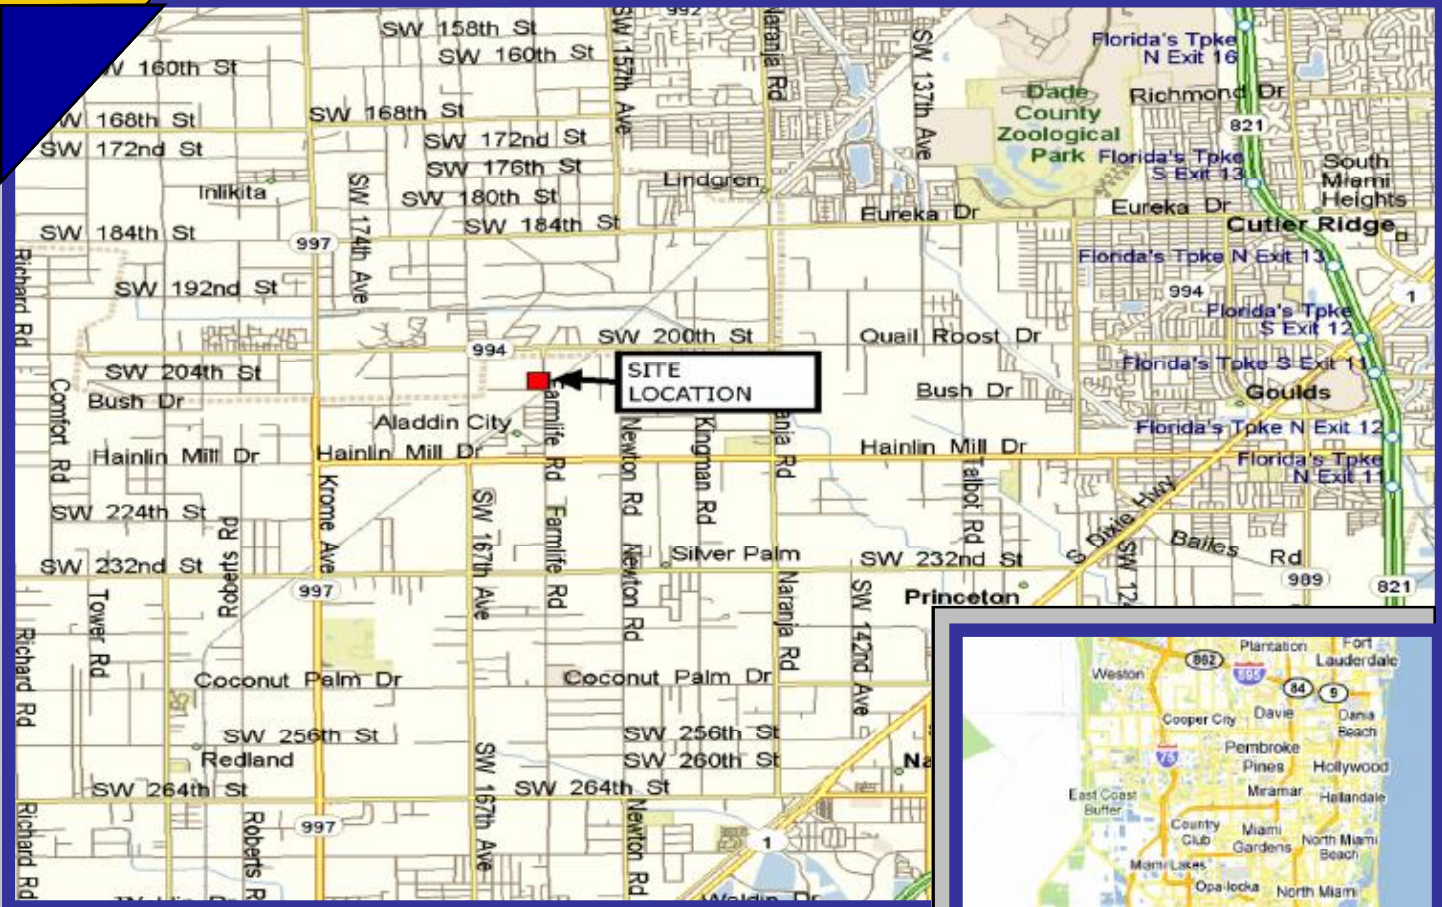 SW 158th St
992
SW 157th Ave
Naranja Rd
SW 137th Ave
Florida's Tpke
N Exit 16
SW 160th St
W 160th St
Dade
County
Zoological
Park
Richmond Dr
821
SW 168th St
W 168th St
SW 172nd St
SW 172nd St
SW 176th St
Florida's Tpke
S Exit 13
South
Miami
Heights
Inlikita
SW 174th Ave
SW 180th St
Lindgren
Eureka Dr
Eureka Dr
SW 184th St
SW 184th St
997
Cutler Ridge
Richard Rd
Florida's Tpke N Exit 13
SW 192nd St
994
1
Florida's Tpke
S Exit 12
SW 200th St
Quail Roost Dr
994
SW 204th St
SITE
LOCATION
Florida's Tpke S Exit 11
Comfort Rd
Bush Dr
Bush Dr
Goulds
Aladdin City
Farmlife Rd
Newton Rd
Kingman Rd
anja Rd
Florida's Tpke N Exit 12
Hainlin Mill Dr
Hainlin Mill Dr
Hainlin Mill Dr
Florida's Tpke
N Exit 11
Krone Ave
SW 167th Ave
Talbot Rd
S Dixie Hwy
SW 224th St
Roberts Rd
Farmlife Rd
Newton Rd
Silver Palm
SW 232nd St
SW 124
Bailes Rd
SW 232nd St
989
821
997
Tower Rd
Naranja Rd
SW 142nd Ave
Princeton
Richard Rd
Coconut Palm Dr
Coconut Palm Dr
SW 256th St
SW 256th St
Redland
SW 167th Ave
SW 260th St
Na
SW 264th St
SW 264th St
Richard Rd
Roberts R
997
Newton Rd
1
Waldin Dr
Plantation
Fort
Lauderdale
862
595
Weston
84
9
Cooper City
Davie
Dania
Beach
75
Pembroke
Pines
Hollywood
East Coast
Buffer
Miramar
Hallandale
Country
Club
Miami
Gardens
North Miami
Beach
Miami Lakes
Opa-locka
North Miami